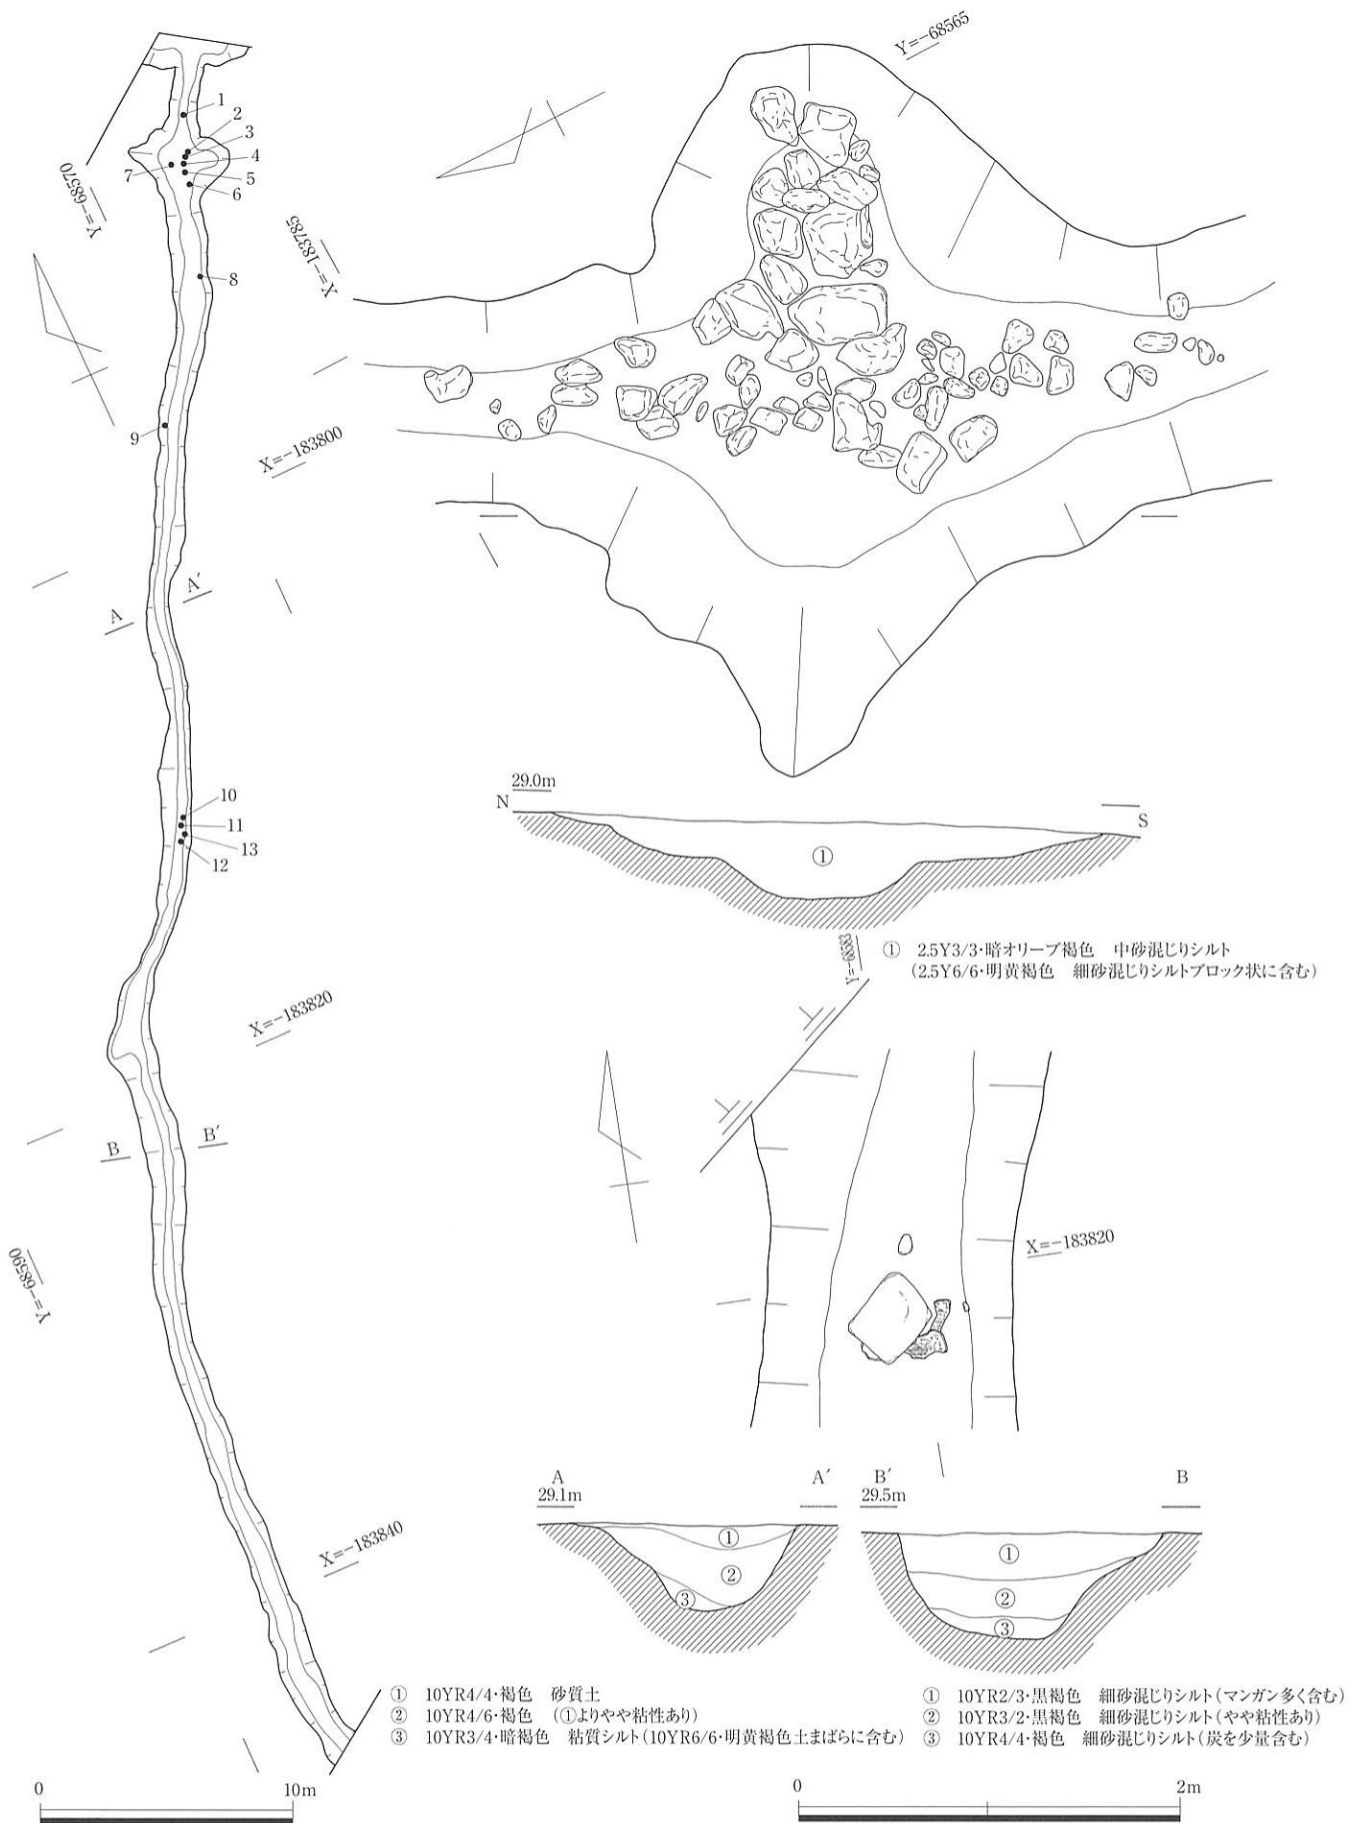 Y=-68565
1
2
3
4
5
6
7
Y=-68570
X=-183785
8
9
X=-183800
A
A′
10
11
13
12
29.0m
N
S
①
Y=-68583
① 2.5Y3/3・暗オリーブ褐色 中砂混じりシルト
(2.5Y6/6・明黄褐色 細砂混じりシルトブロック状に含む)
X=-183820
B
B′
X=-183820
Y=-68590
A
A′
29.1m
①
②
③
B′
B
29.5m
①
②
③
X=-183840
① 10YR4/4・褐色 砂質土
② 10YR4/6・褐色 (①よりやや粘性あり)
③ 10YR3/4・暗褐色 粘質シルト(10YR6/6・明黄褐色土まばらに含む)
① 10YR2/3・黒褐色 細砂混じりシルト(マンガン多く含む)
② 10YR3/2・黒褐色 細砂混じりシルト(やや粘性あり)
③ 10YR4/4・褐色 細砂混じりシルト(炭を少量含む)
0
10m
0
2m